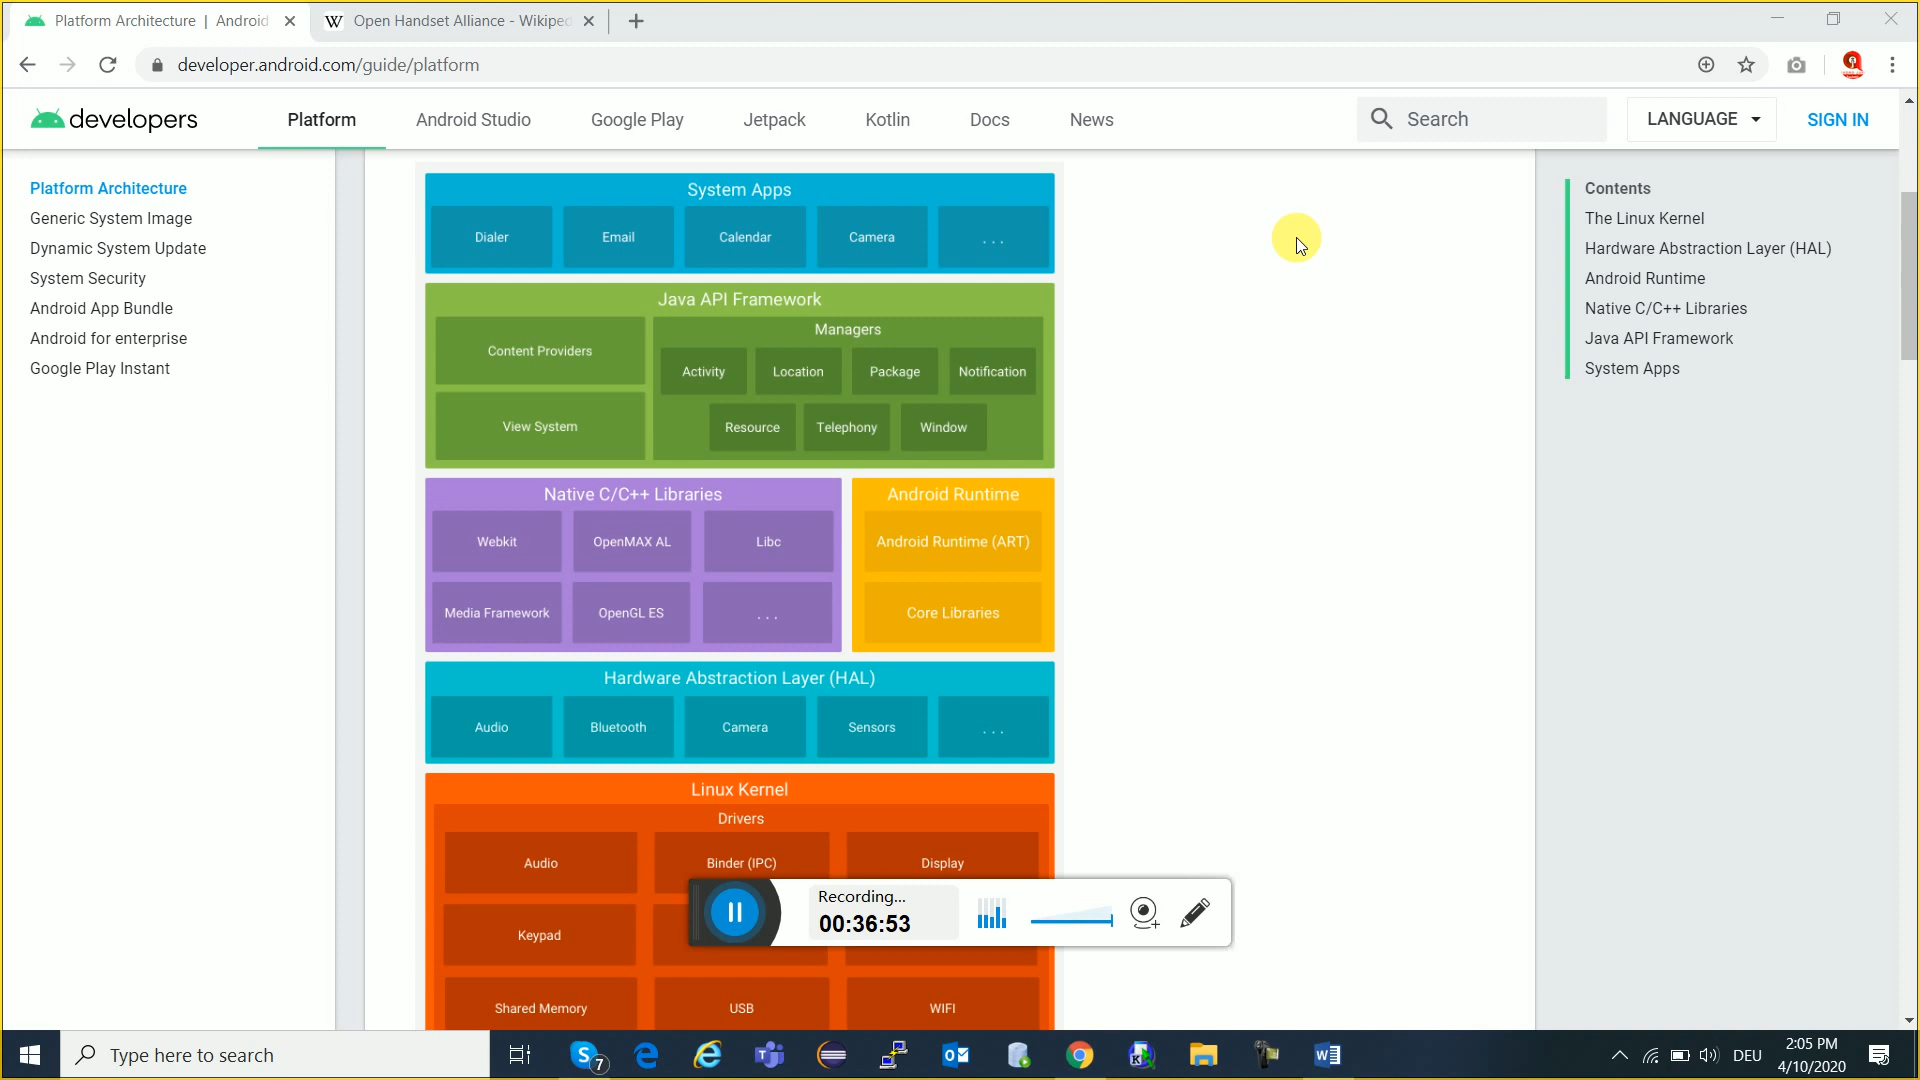 Platform Architecture | Android
Open Handset Alliance - Wikiped
developer.android.com/guide/platform
developers
Platform
Android Studio
Google Play
Jetpack
Kotlin
Docs
News
Search
LANGUAGE
SIGN IN
Platform Architecture
Generic System Image
Dynamic System Update
System Security
Android App Bundle
Android for enterprise
Google Play Instant
System Apps
Dialer
Email
Calendar
Camera
. . .
Java API Framework
Content Providers
View System
Managers
Activity
Location
Package
Notification
Resource
Telephony
Window
Native C/C++ Libraries
Webkit
OpenMAX AL
Libc
Media Framework
OpenGL ES
. . .
Android Runtime
Android Runtime (ART)
Core Libraries
Hardware Abstraction Layer (HAL)
Audio
Bluetooth
Camera
Sensors
. . .
Linux Kernel
Drivers
Audio
Binder (IPC)
Display
Keypad
Shared Memory
USB
WIFI
Contents
The Linux Kernel
Hardware Abstraction Layer (HAL)
Android Runtime
Native C/C++ Libraries
Java API Framework
System Apps
Recording...
00:36:53
Type here to search
7
DEU
2:05 PM
4/10/2020